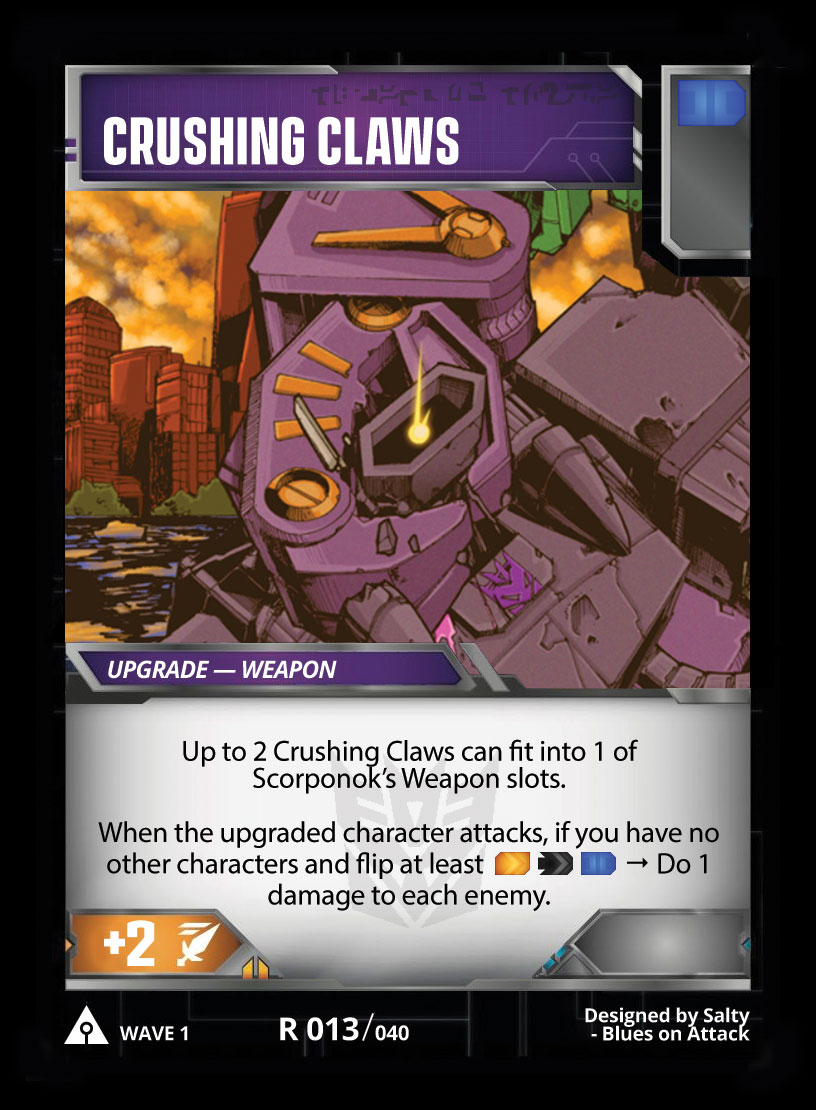 CRUSHING CLAWS
UPGRADE — WEAPON
Up to 2 Crushing Claws can fit into 1 of
Scorponok's Weapon slots.
When the upgraded character attacks, if you have no
other characters and flip at least → Do 1
damage to each enemy.
+2
WAVE 1
R 013/040
Designed by Salty
- Blues on Attack